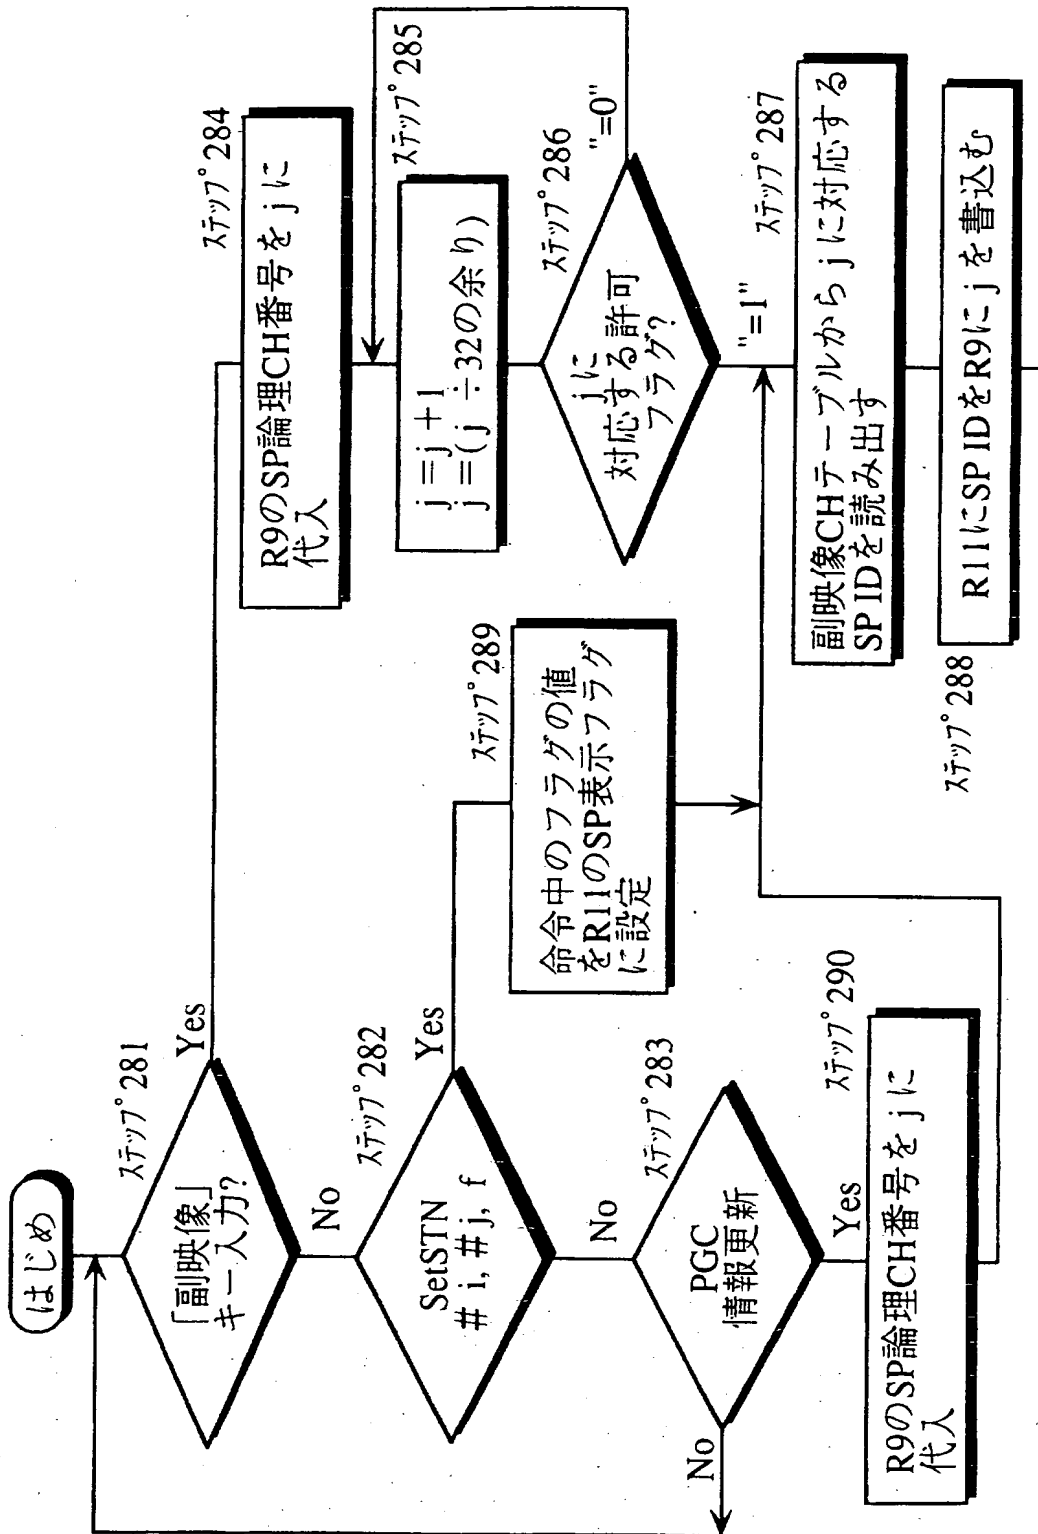 はじめ
ステップ281
「副映像」
キー入力?
Yes
No
ステップ282
SetSTN
# i, # j, f
Yes
No
ステップ283
PGC
情報更新
No
Yes
ステップ290
R9のSP論理CH番号を j に
代入
ステップ289
命令中のフラグの値
をR11のSP表示フラグ
に設定
ステップ284
R9のSP論理CH番号を j に
代入
ステップ285
j = j + 1
j = ( j ÷ 32の余り)
ステップ286
j に
対応する許可
フラグ?
"=0"
"=1"
ステップ287
副映像CHテーブルから j に対応する
SP IDを読み出す
ステップ288
R11にSP IDをR9に j を書込む